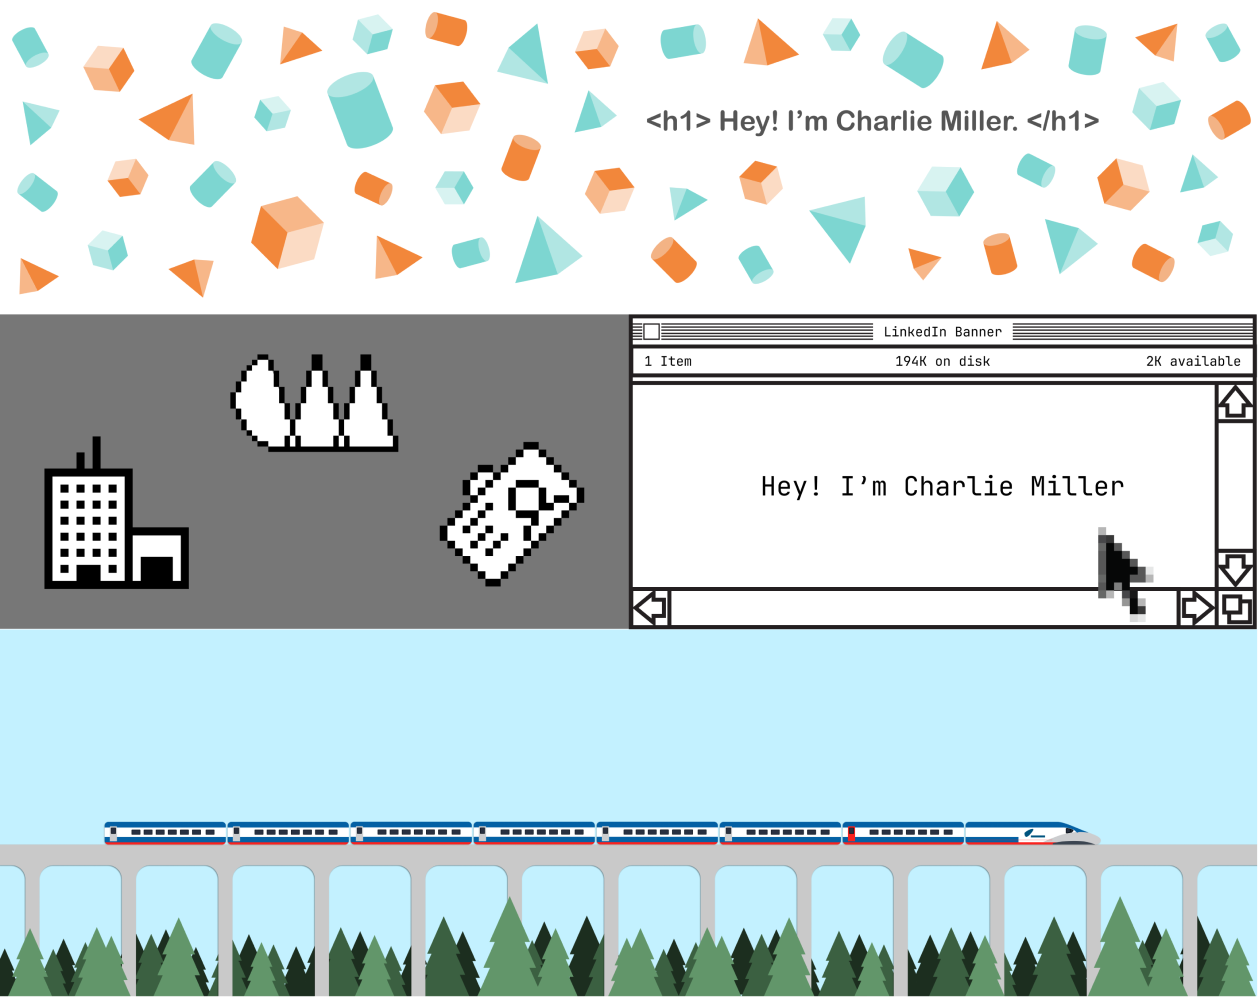 <h1> Hey! I’m Charlie Miller. </h1>
LinkedIn Banner
1 Item 194K on disk 2K available
Hey! I’m Charlie Miller